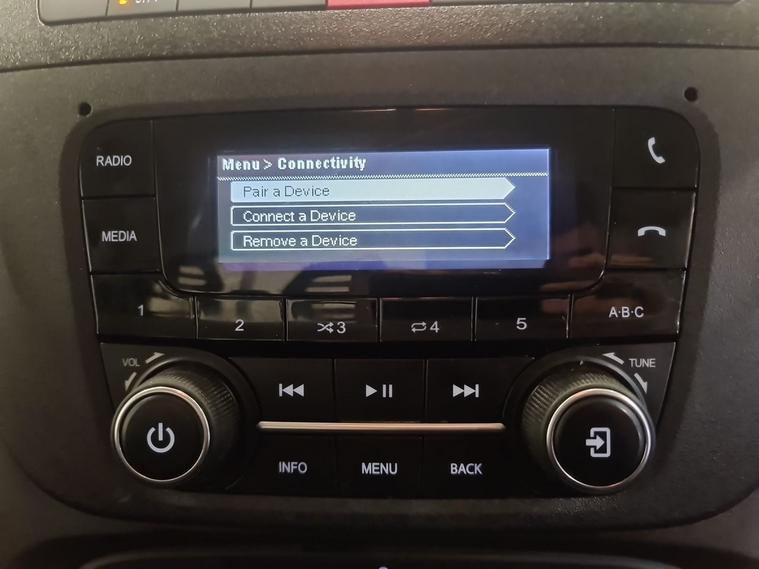 RADIO
MEDIA
Menu > Connectivity
Pair a Device
Connect a Device
Remove a Device
1
2
3
4
5
A·B·C
VOL
TUNE
INFO
MENU
BACK